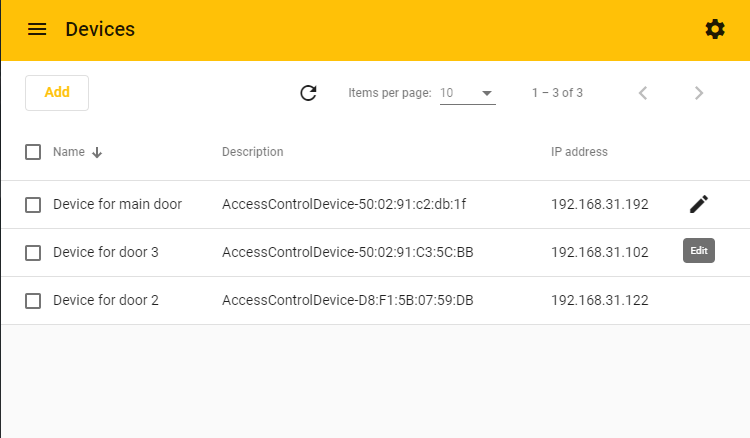 Devices
Add Items per page: 10 1 – 3 of 3
Name Description IP address
Device for main door AccessControlDevice-50:02:91:c2:db:1f 192.168.31.192
Device for door 3 AccessControlDevice-50:02:91:C3:5C:BB 192.168.31.102 Edit
Device for door 2 AccessControlDevice-D8:F1:5B:07:59:DB 192.168.31.122